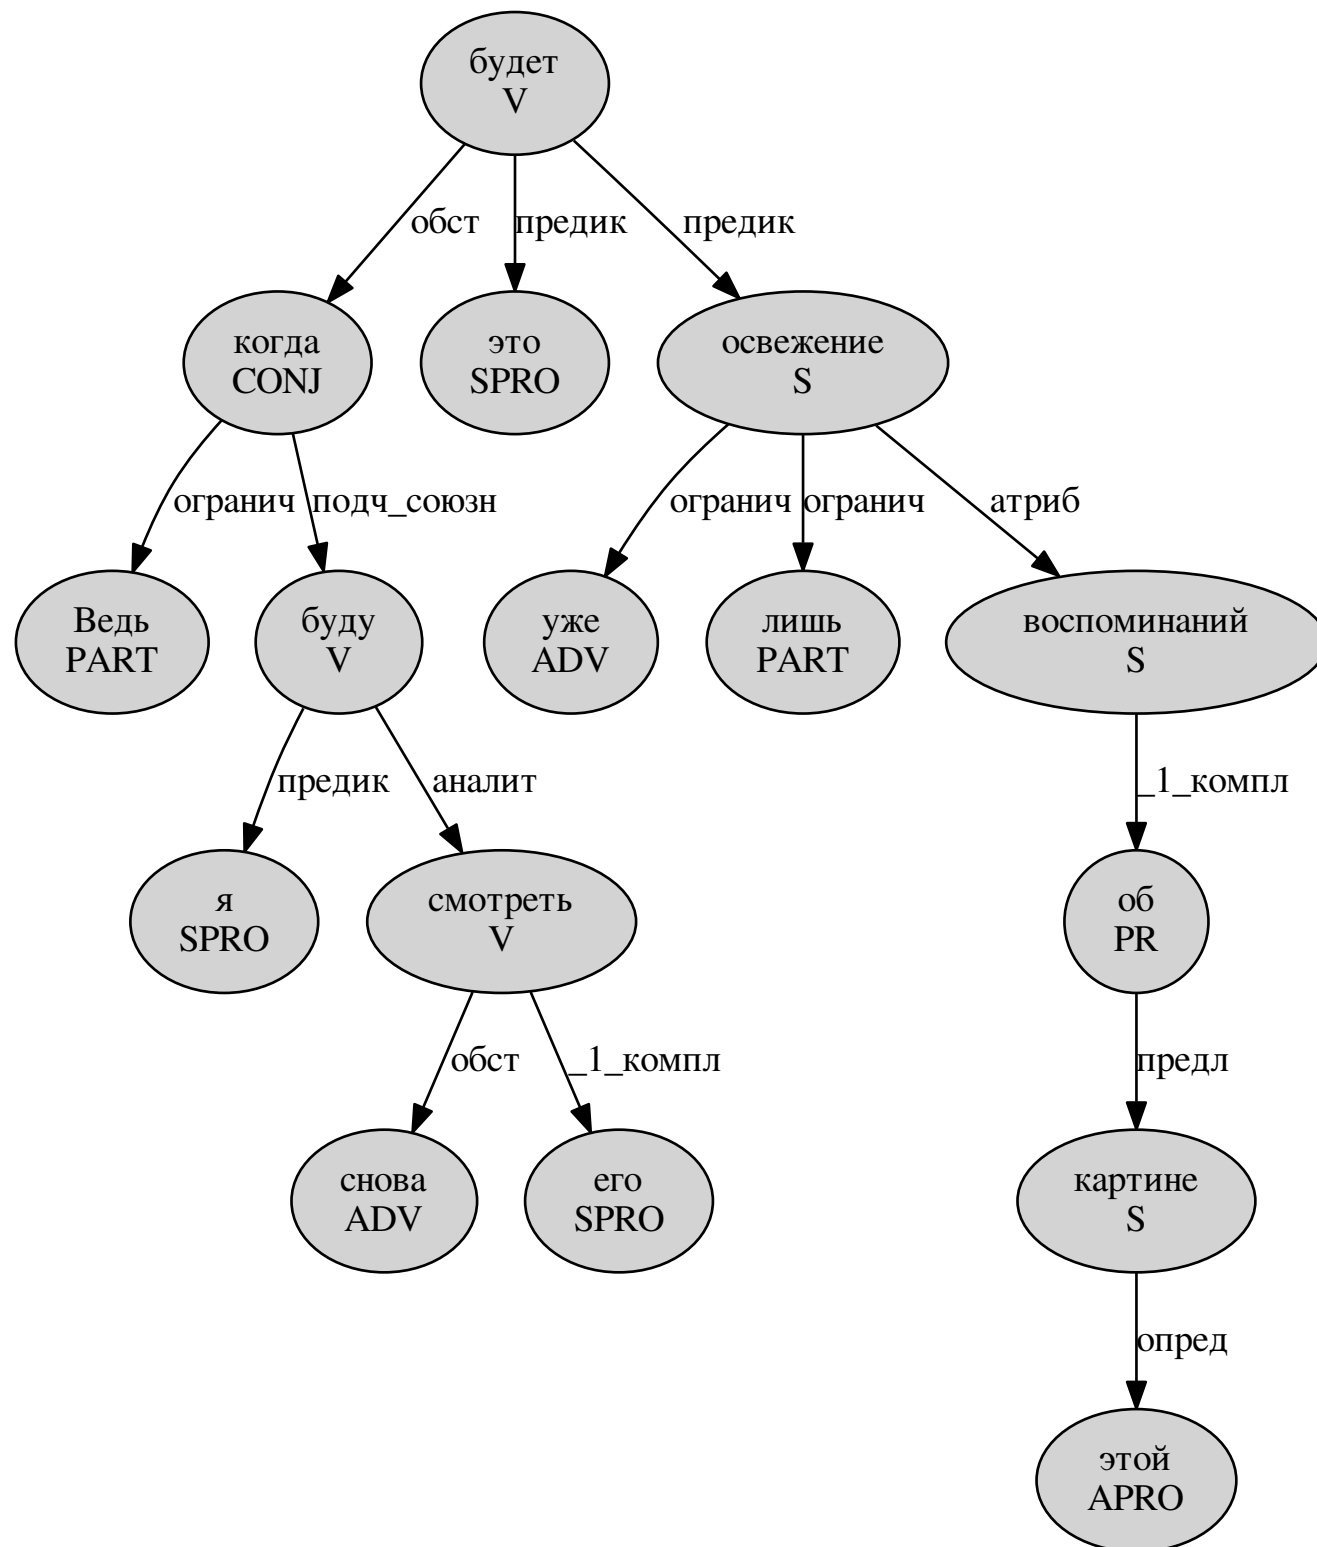 будет
V
обст
предик
предик
когда
CONJ
это
SPRO
освежение
S
огранич
подч_союзн
огранич
огранич
атриб
Ведь
PART
буду
V
уже
ADV
лишь
PART
воспоминаний
S
предик
аналит
_1_компл
я
SPRO
смотреть
V
об
PR
обст
_1_компл
предл
снова
ADV
его
SPRO
картине
S
опред
этой
APRO